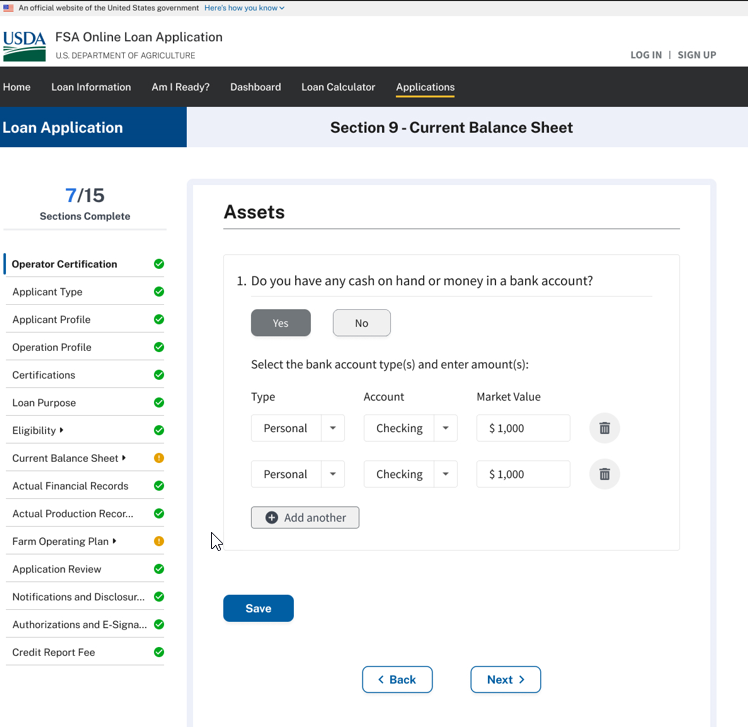 An official website of the United States government Here's how you know
USDA FSA Online Loan Application
U.S. DEPARTMENT OF AGRICULTURE
LOG IN | SIGN UP
Home Loan Information Am I Ready? Dashboard Loan Calculator Applications
Loan Application Section 9 - Current Balance Sheet
7/15
Sections Complete
Operator Certification
Applicant Type
Applicant Profile
Operation Profile
Certifications
Loan Purpose
Eligibility
Current Balance Sheet
Actual Financial Records
Actual Production Recor...
Farm Operating Plan
Application Review
Notifications and Disclosur...
Authorizations and E-Signa...
Credit Report Fee
Assets
1. Do you have any cash on hand or money in a bank account?
Yes No
Select the bank account type(s) and enter amount(s):
Type Account Market Value
Personal Checking $ 1,000
Personal Checking $ 1,000
Add another
Save
Back Next